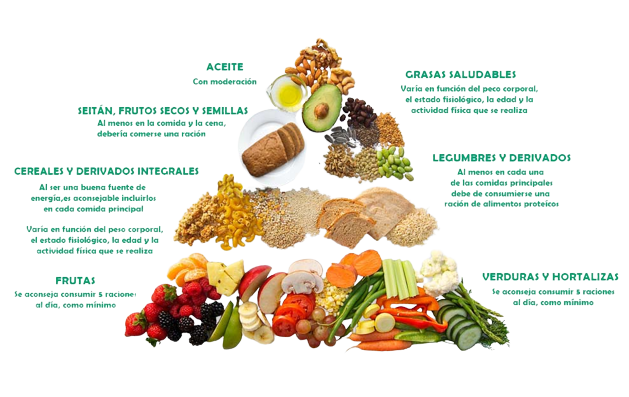 ACEITE
Con moderación
GRASAS SALUDABLES
Varia en función del peco corporal,
el estado fisiológico, la edad y la
actividad física que se realiza
SEITÁN, FRUTOS SECOS Y SEMILLAS
Al menos en la comida y la cena,
debería comerse una ración
LEGUMBRES Y DERIVADOS
Al menos en cada una
de las comidas principales
debe de consumierse una
ración de alimentos proteicos
CEREALES Y DERIVADOS INTEGRALES
Al ser una buena fuente de
energía,es aconsejable incluirlos
en cada comida principal
Varia en función del peso corporal,
el estado fisiológico, la edad y la
actividad física que se realiza
FRUTAS
Se aconseja consumir 5 raciones
al día, como mínimo
VERDURAS Y HORTALIZAS
Se aconseja consumir 5 raciones
al día, como mínimo